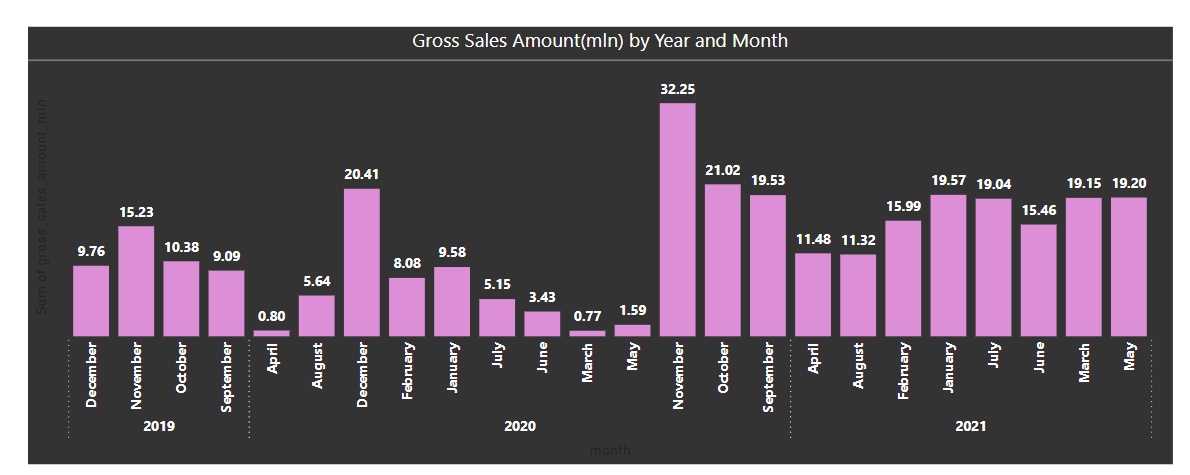 Gross Sales Amount(mln) by Year and Month
Sum of gross_sales_amount_mln
32.25
21.02
20.41
19.53
19.57
19.04
19.15
19.20
15.23
15.99
15.46
9.76
10.38
9.09
11.48
11.32
8.08
9.58
5.64
5.15
3.43
0.80
0.77
1.59
December
November
October
September
April
August
December
February
January
July
June
March
May
November
October
September
April
August
February
January
July
June
March
May
2019
2020
2021
month